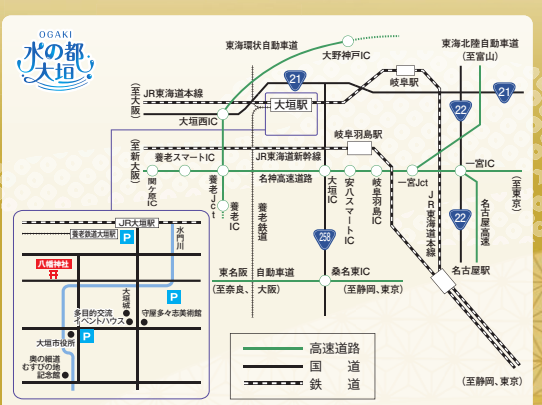 OGAKI
水の都
大垣
東海環状自動車道
大野神戸IC
東海北陸自動車道
(至富山)
21
岐阜駅
21
(至大阪)
JR東海道本線
大垣駅
22
大垣西IC
岐阜羽島駅
(至新大阪)
養老スマートIC
JR東海道新幹線
一宮IC
関ヶ原IC
養老Jct
名神高速道路
大垣IC
安八スマートIC
岐阜羽島IC
一宮Jct
(至東京)
養老IC
養老鉄道
JR東海道本線
22
名古屋高速
258
名古屋駅
東名阪自動車道
桑名東IC
(至奈良、大阪)
(至静岡、東京)
JR大垣駅
養老鉄道大垣駅
P
水門川
八幡神社
大垣城
P
多目的交流
イベントハウス
守屋多々志美術館
大垣市役所
P
奥の細道
むすびの地
記念館
高速道路
国道
鉄道
(至静岡、東京)